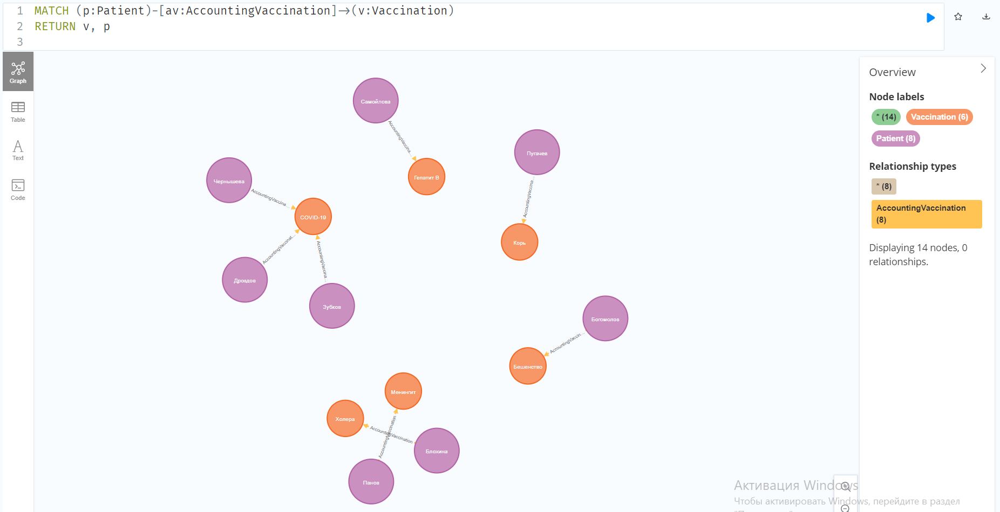 1 MATCH (p:Patient)-[av:AccountingVaccination]→(v:Vaccination)
2 RETURN v, p
3
Graph
Table
Text
Code
Самойлова
AccountingVaccina...
Гепатит В
Пугачев
AccountingVaccina...
Корь
Чернышева
AccountingVaccina...
COVID-19
AccountingVaccinat...
Дроздов
AccountingVaccina...
Зубков
Богомолов
AccountingVaccin...
Бешенство
Менингит
Холера
AccountingVaccination
AccountingVaccination
Блохина
Панов
Overview
Node labels
* (14) Vaccination (6)
Patient (8)
Relationship types
* (8)
AccountingVaccination
(8)
Displaying 14 nodes, 0
relationships.
Активация Windows
Чтобы активировать Windows, перейдите в раздел